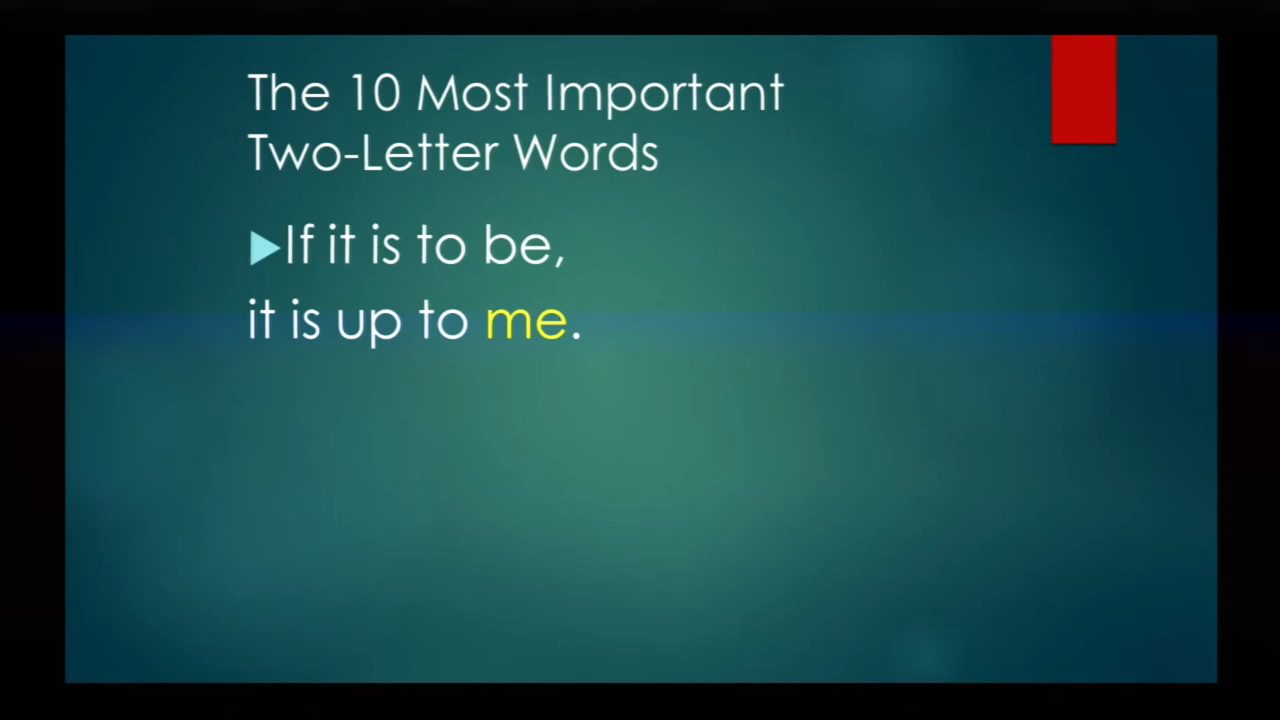 The 10 Most Important
Two-Letter Words
If it is to be,
it is up to me.